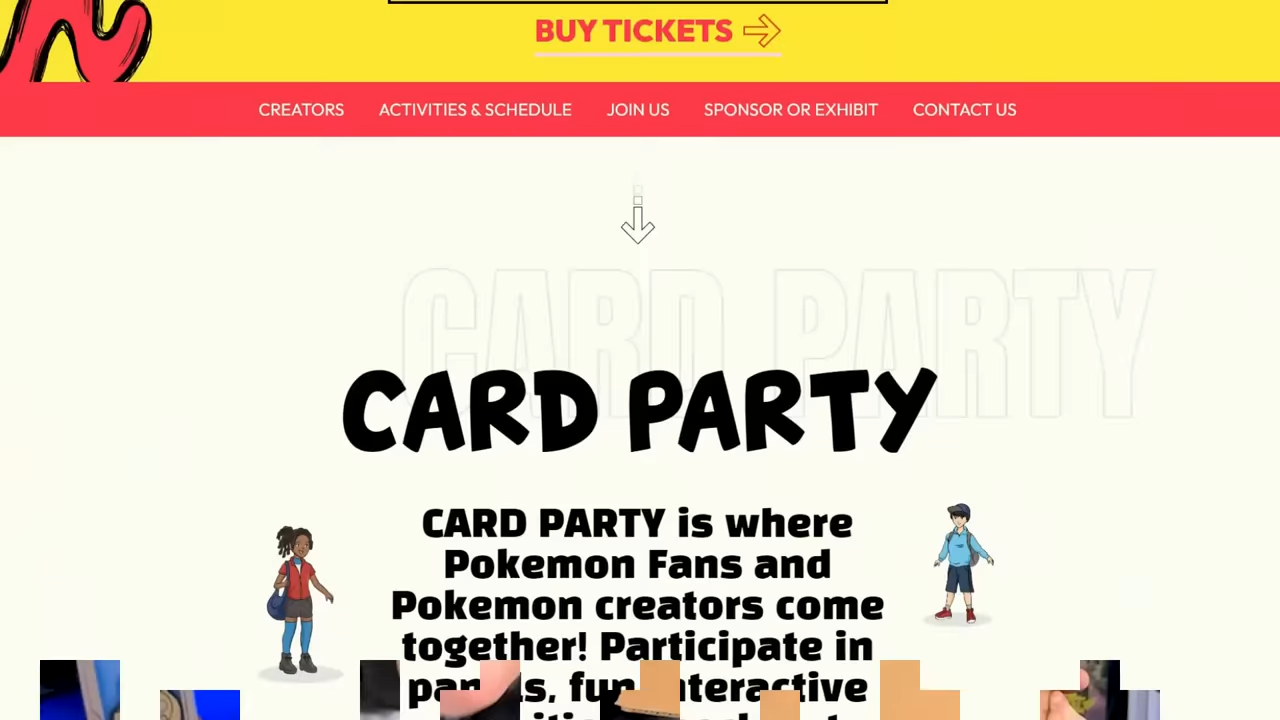 BUY TICKETS
CREATORS ACTIVITIES & SCHEDULE JOIN US SPONSOR OR EXHIBIT CONTACT US
CARD PARTY
CARD PARTY
CARD PARTY is where
Pokemon Fans and
Pokemon creators come
together! Participate in
fun